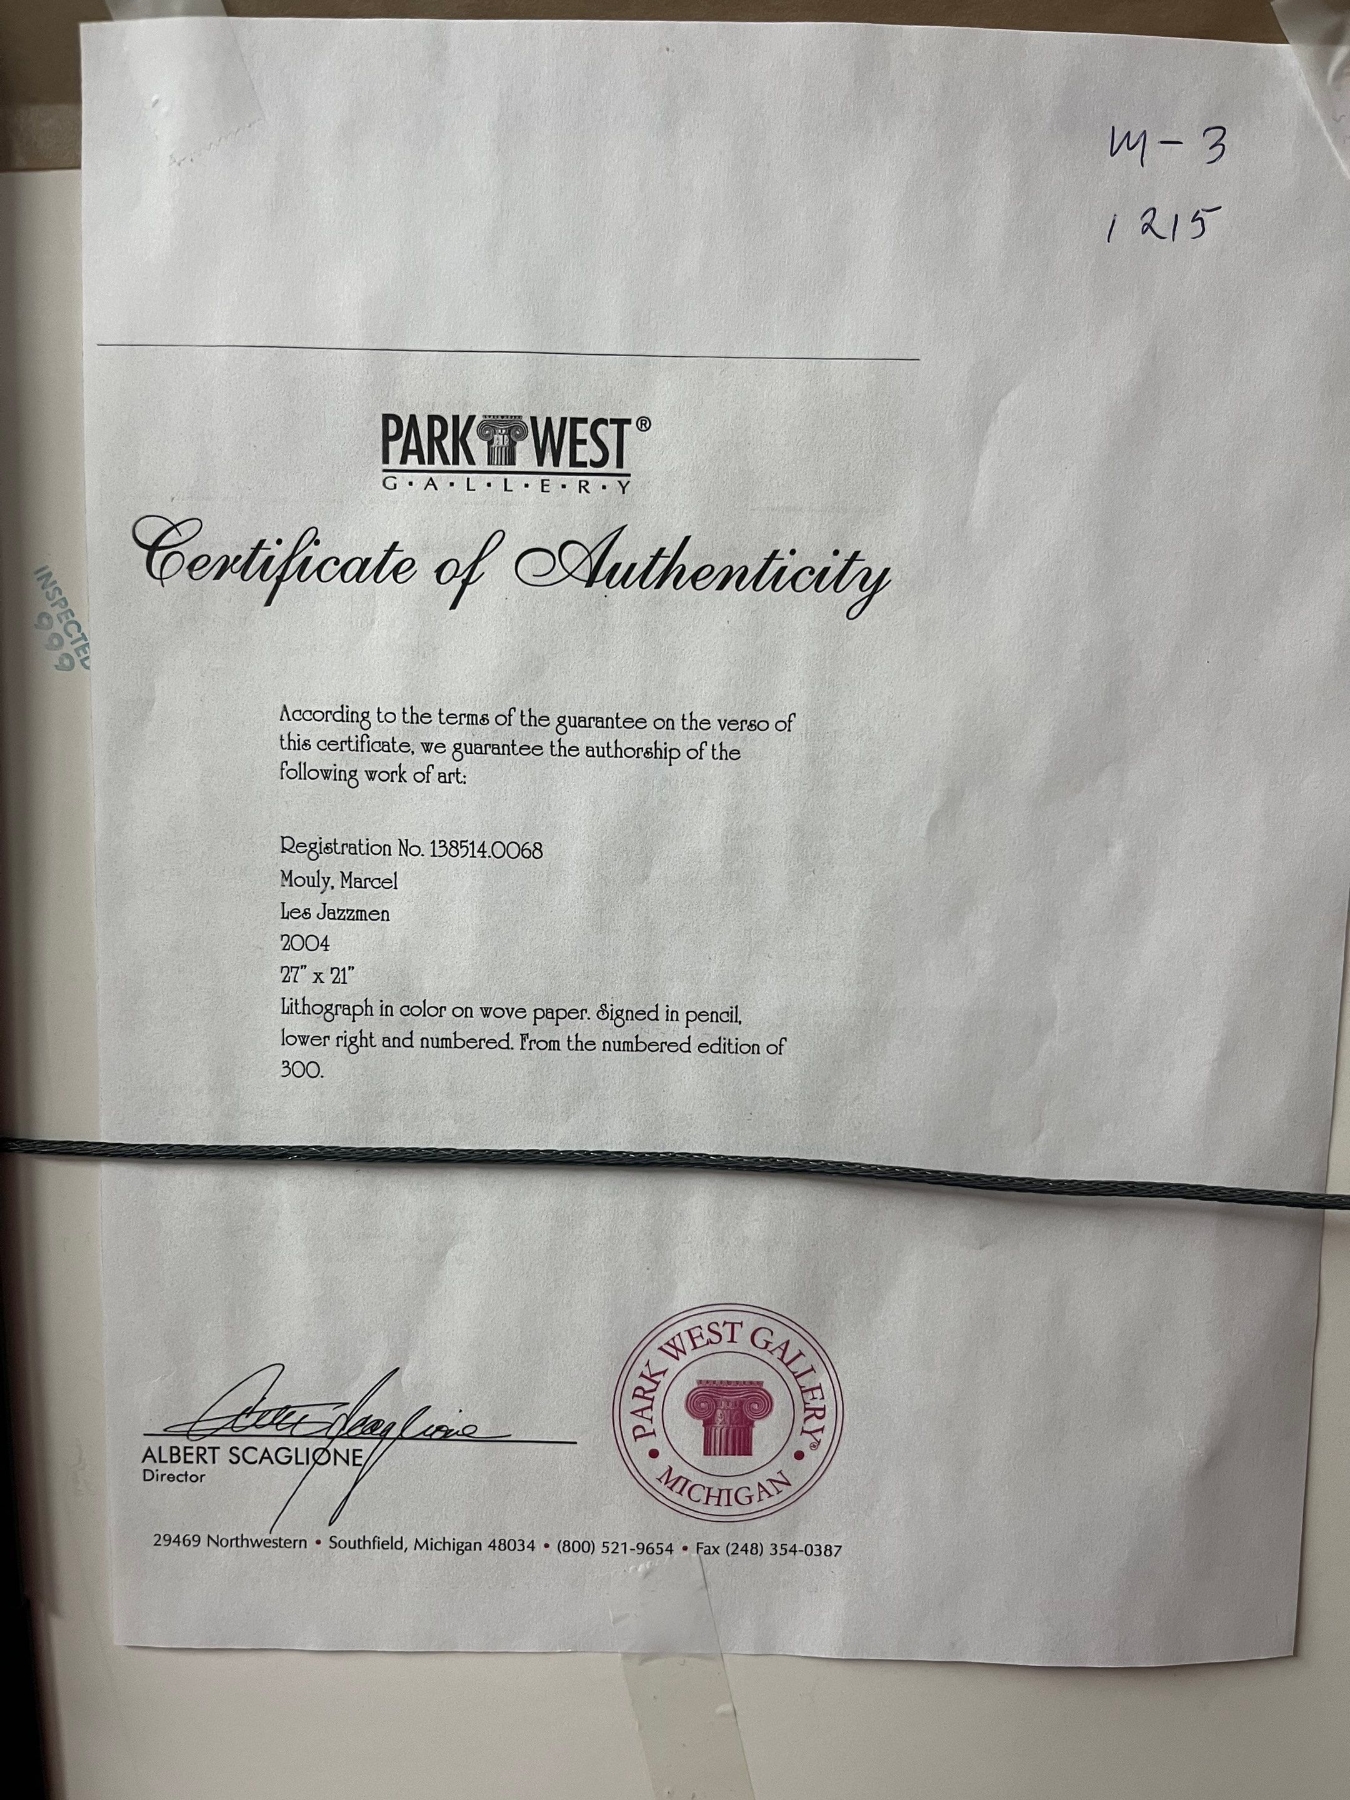 M-3
1215
PARK WEST®
G·A·L·L·E·R·Y
Certificate of Authenticity
INSPECTED
999
According to the terms of the guarantee on the verso of
this certificate, we guarantee the authorship of the
following work of art:
Registration No. 138514.0068
Mouly, Marcel
Les Jazzmen
2004
27" x 21"
Lithograph in color on wove paper. Signed in pencil,
lower right and numbered. From the numbered edition of
300.
Albert Scaglione
ALBERT SCAGLIONE
Director
PARK WEST GALLERY®
• MICHIGAN •
29469 Northwestern • Southfield, Michigan 48034 • (800) 521-9654 • Fax (248) 354-0387